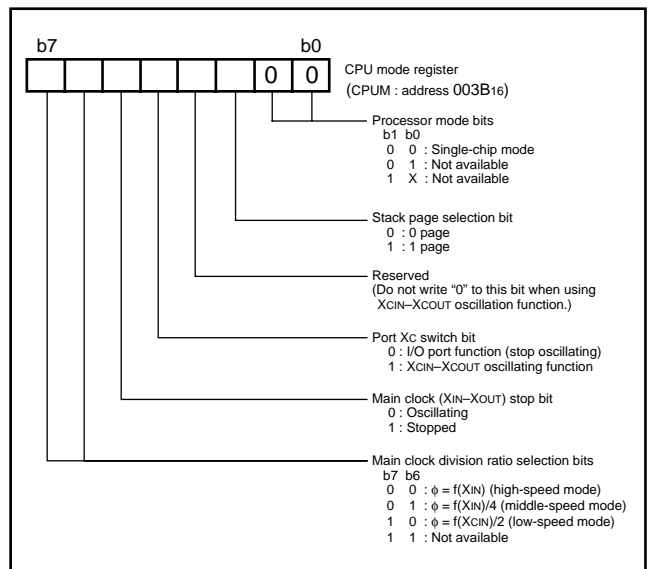 b7 b0
0 0
CPU mode register
(CPUM : address 003B16)
Processor mode bits
b1 b0
0 0 : Single-chip mode
0 1 : Not available
1 X : Not available
Stack page selection bit
0 : 0 page
1 : 1 page
Reserved
(Do not write “0” to this bit when using
XCIN–XCOUT oscillation function.)
Port XC switch bit
0 : I/O port function (stop oscillating)
1 : XCIN–XCOUT oscillating function
Main clock (XIN–XOUT) stop bit
0 : Oscillating
1 : Stopped
Main clock division ratio selection bits
b7 b6
0 0 : ϕ = f(XIN) (high-speed mode)
0 1 : ϕ = f(XIN)/4 (middle-speed mode)
1 0 : ϕ = f(XCIN)/2 (low-speed mode)
1 1 : Not available